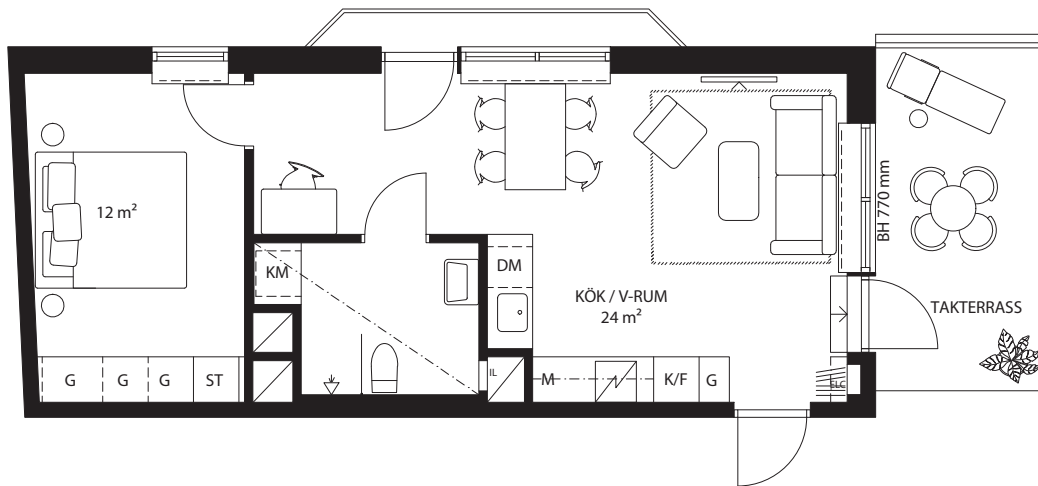 12 m²
BH 770 mm
KM
DM
KÖK / V-RUM
24 m²
TAKTERRASS
G
G
G
ST
IL
M
K/F
G
ELC